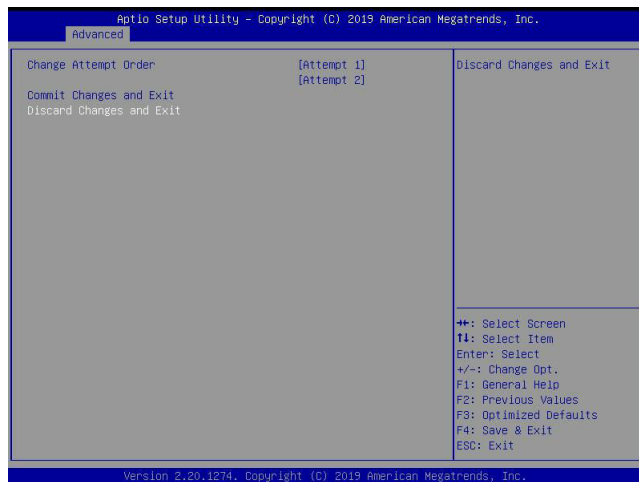 Aptio Setup Utility – Copyright (C) 2019 American Megatrends, Inc.
Advanced
Change Attempt Order [Attempt 1]
[Attempt 2]
Commit Changes and Exit
Discard Changes and Exit
Discard Changes and Exit
→←: Select Screen
↑↓: Select Item
Enter: Select
+/-: Change Opt.
F1: General Help
F2: Previous Values
F3: Optimized Defaults
F4: Save & Exit
ESC: Exit
Version 2.20.1274. Copyright (C) 2019 American Megatrends, Inc.